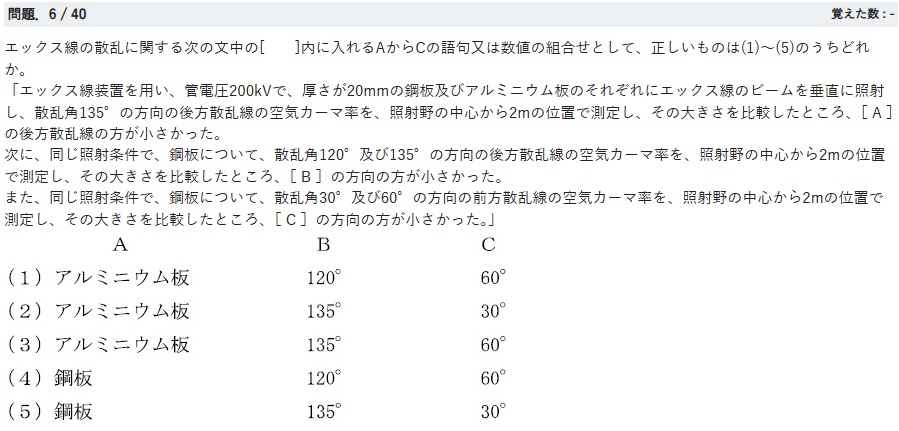 問題. 6 / 40 覚えた数 : -
エックス線の散乱に関する次の文中の[　　]内に入れるAからCの語句又は数値の組合せとして、正しいものは(1)～(5)のうちどれ
か。
「エックス線装置を用い、管電圧200kVで、厚さが20mmの鋼板及びアルミニウム板のそれぞれにエックス線のビームを垂直に照射
し、散乱角135°の方向の後方散乱線の空気カーマ率を、照射野の中心から2mの位置で測定し、その大きさを比較したところ、[ A ]
の後方散乱線の方が小さかった。
次に、同じ照射条件で、鋼板について、散乱角120°及び135°の方向の後方散乱線の空気カーマ率を、照射野の中心から2mの位置
で測定し、その大きさを比較したところ、[ B ] の方向の方が小さかった。
また、同じ照射条件で、鋼板について、散乱角30°及び60°の方向の前方散乱線の空気カーマ率を、照射野の中心から2mの位置で
測定し、その大きさを比較したところ、[ C ] の方向の方が小さかった。」
A B C
（1）アルミニウム板 120° 60°
（2）アルミニウム板 135° 30°
（3）アルミニウム板 135° 60°
（4）鋼板 120° 60°
（5）鋼板 135° 30°